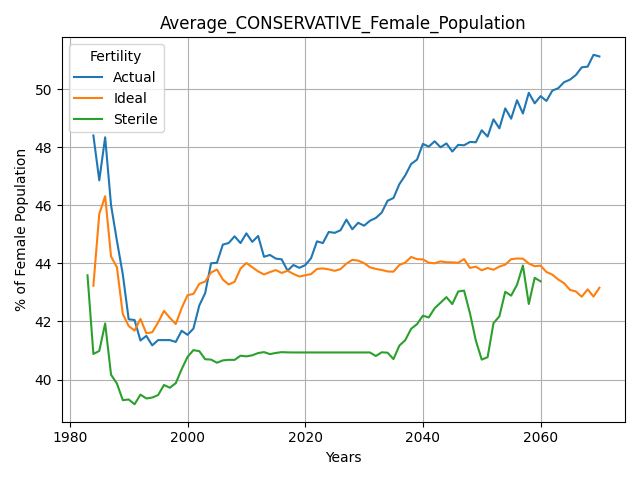 Average_CONSERVATIVE_Female_Population
Fertility
Actual
Ideal
Sterile
% of Female Population
50
48
46
44
42
40
1980
2000
2020
2040
2060
Years